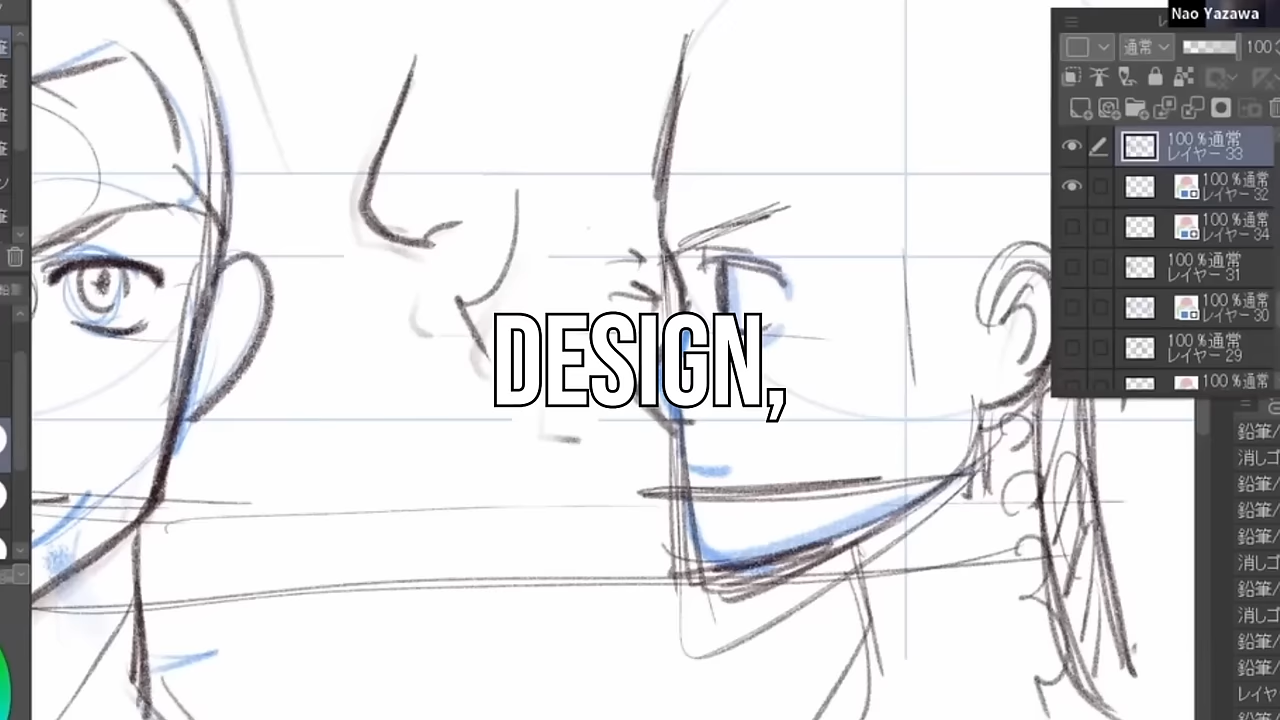 Nao Yazawa
通常
100
100 %通常
レイヤー 33
100 %通常
レイヤー 32
100 %通常
レイヤー 34
100 %通常
レイヤー 31
100 %通常
レイヤー 30
100 %通常
レイヤー 29
100 %通常
DESIGN,
鉛筆/
消しゴ
鉛筆/
鉛筆/
鉛筆/
消しゴ
鉛筆/
消しゴ
鉛筆/
鉛筆/
レイヤ